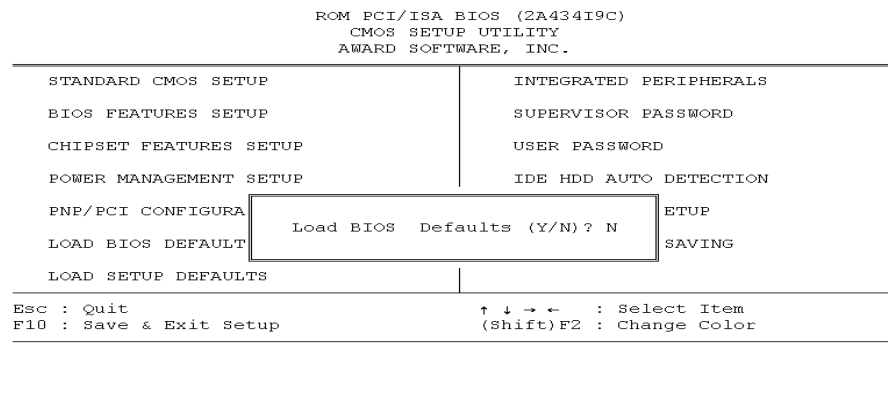 ROM PCI/ISA BIOS (2A434I9C)
CMOS SETUP UTILITY
AWARD SOFTWARE, INC.
STANDARD CMOS SETUP
BIOS FEATURES SETUP
CHIPSET FEATURES SETUP
POWER MANAGEMENT SETUP
PNP/PCI CONFIGURA
LOAD BIOS DEFAULT
LOAD SETUP DEFAULTS
INTEGRATED PERIPHERALS
SUPERVISOR PASSWORD
USER PASSWORD
IDE HDD AUTO DETECTION
ETUP
SAVING
Load BIOS Defaults (Y/N)? N
Esc : Quit
F10 : Save & Exit Setup
↑ ↓ → ← : Select Item
(Shift)F2 : Change Color